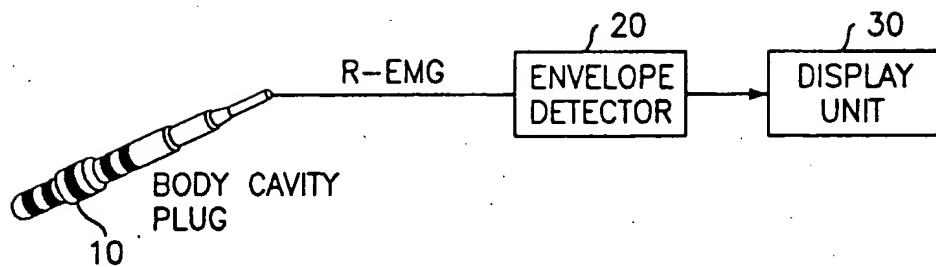 20
30
R-EMG
ENVELOPE
DETECTOR
DISPLAY
UNIT
BODY CAVITY
PLUG
10